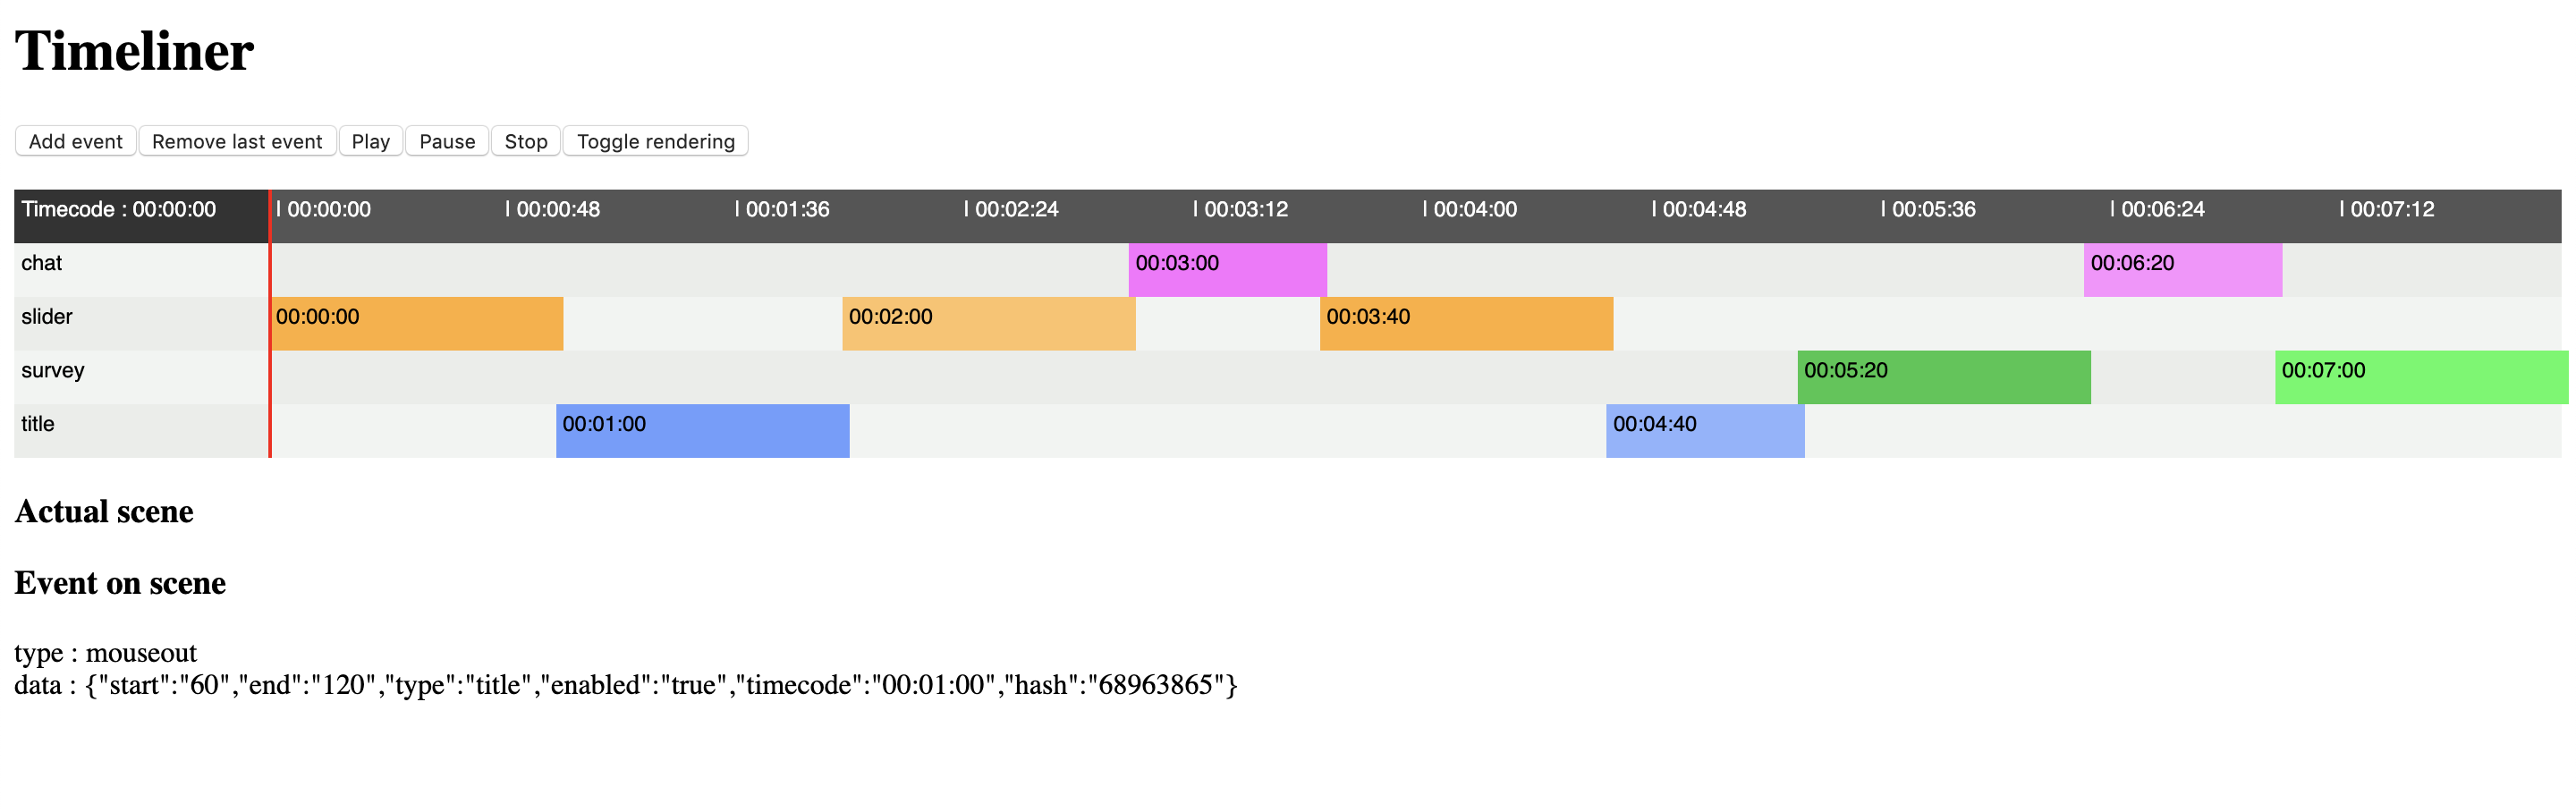 Timeliner
Add event Remove last event Play Pause Stop Toggle rendering
Timecode : 00:00:00 | 00:00:00 | 00:00:48 | 00:01:36 | 00:02:24 | 00:03:12 | 00:04:00 | 00:04:48 | 00:05:36 | 00:06:24 | 00:07:12
chat 00:03:00 00:06:20
slider 00:00:00 00:02:00 00:03:40
survey 00:05:20 00:07:00
title 00:01:00 00:04:40
Actual scene
Event on scene
type : mouseout
data : {"start":"60","end":"120","type":"title","enabled":"true","timecode":"00:01:00","hash":"68963865"}